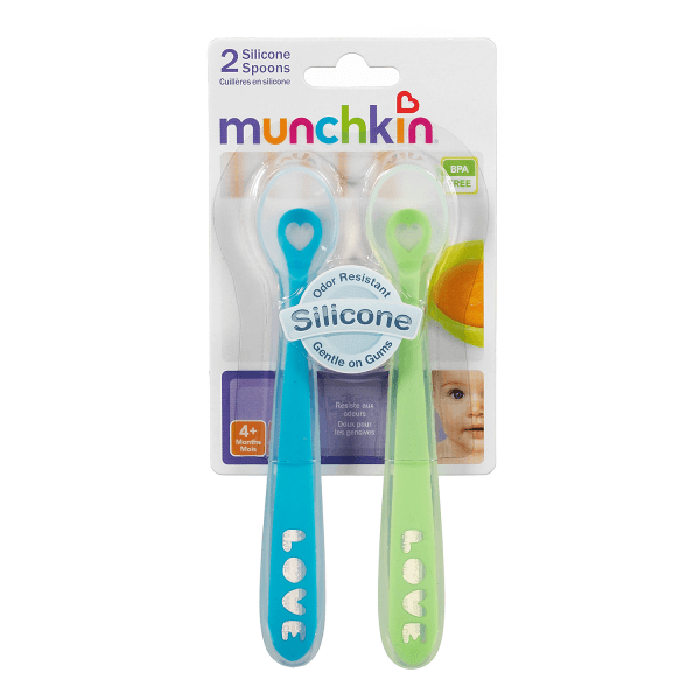 2 Silicone
Spoons
Cuillères en silicone
munchkin
BPA
FREE
Odor Resistant
Silicone
Gentle on Gums
Résiste aux
odeurs
Doux pour
les gencives
4+
Months
Mois
LOVE
LOVE